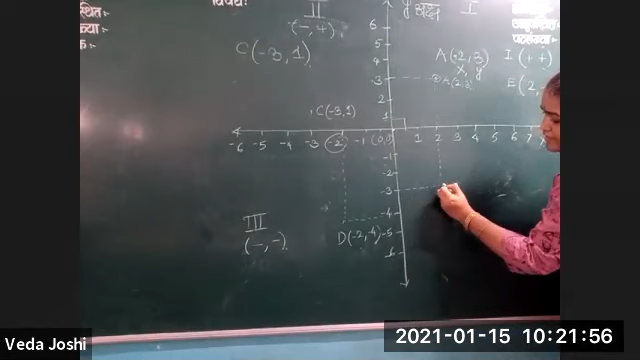 विषय:
II
(-, +)
C(-3, 1)
y
I
A(2, 3)
x, y
I (+ +)
E(2, -
6
5
4
3
2
1
A(2,3)
C(-3,1)
-6 -5 -4 -3 -2 -1 (0,0) 1 2 3 4 5 6 7 X
-1
-2
-3
-4
-5
-6
III
(-, -)
D(-2, -4)
Veda Joshi
2021-01-15 10:21:56